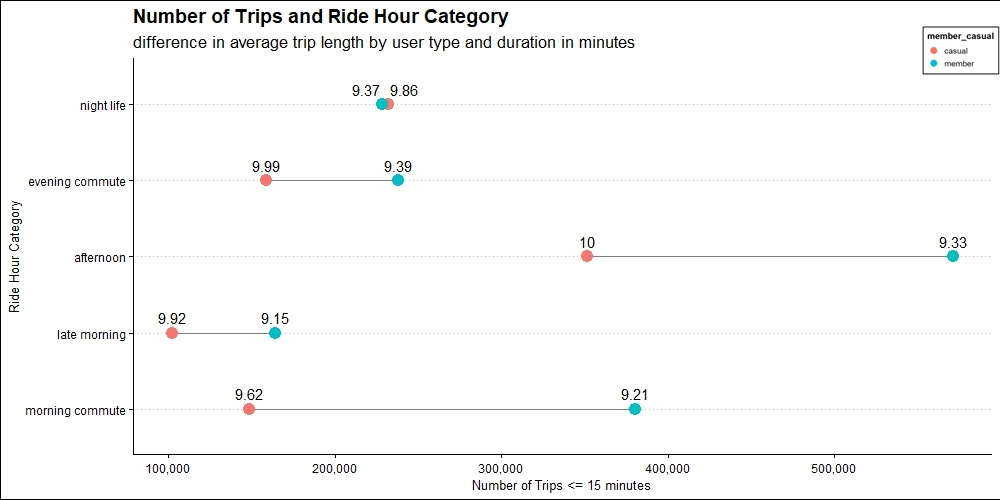 Number of Trips and Ride Hour Category
difference in average trip length by user type and duration in minutes
member_casual
casual
member
Ride Hour Category
night life
9.37 9.86
evening commute
9.99 9.39
afternoon
10 9.33
late morning
9.92 9.15
morning commute
9.62 9.21
100,000 200,000 300,000 400,000 500,000
Number of Trips <= 15 minutes